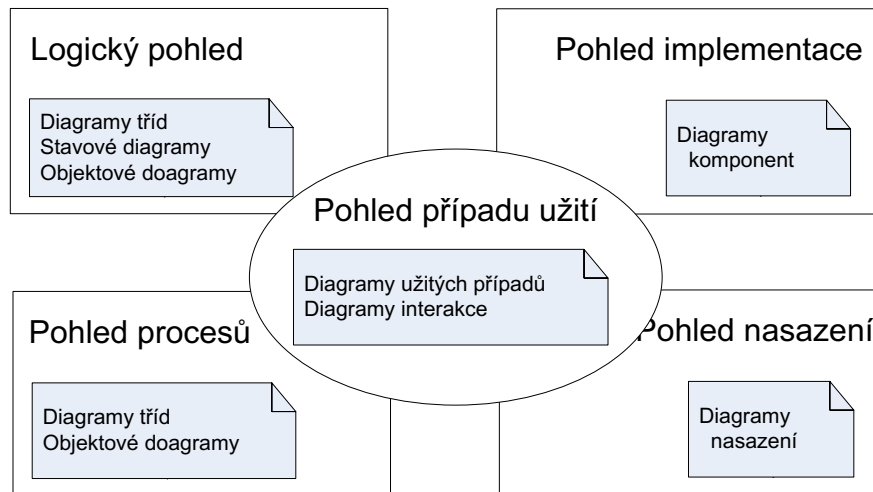 Logický pohled
Diagramy tříd
Stavové diagramy
Objektové doagramy
Pohled implementace
Diagramy
komponent
Pohled případu užití
Diagramy užitých případů
Diagramy interakce
Pohled procesů
Diagramy tříd
Objektové doagramy
Pohled nasazení
Diagramy
nasazení